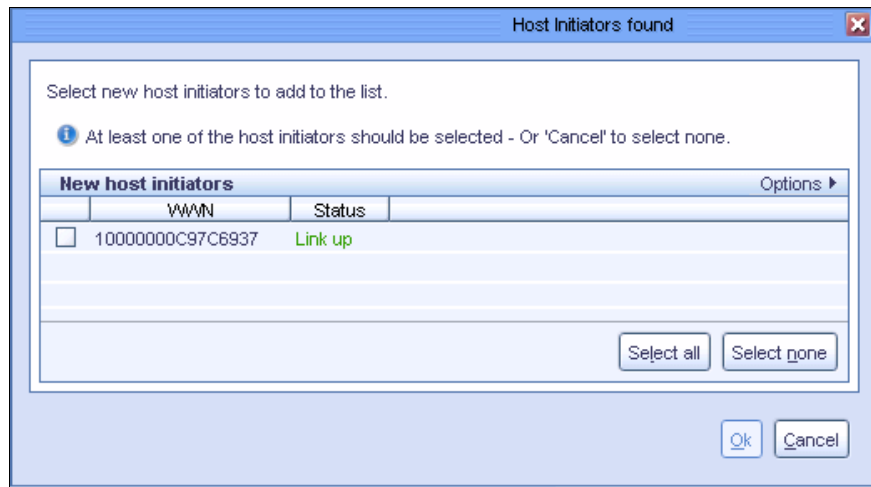 Host Initiators found
Select new host initiators to add to the list.
At least one of the host initiators should be selected - Or 'Cancel' to select none.
New host initiators Options
WWN Status
10000000C97C6937 Link up
Select all Select none
Ok Cancel